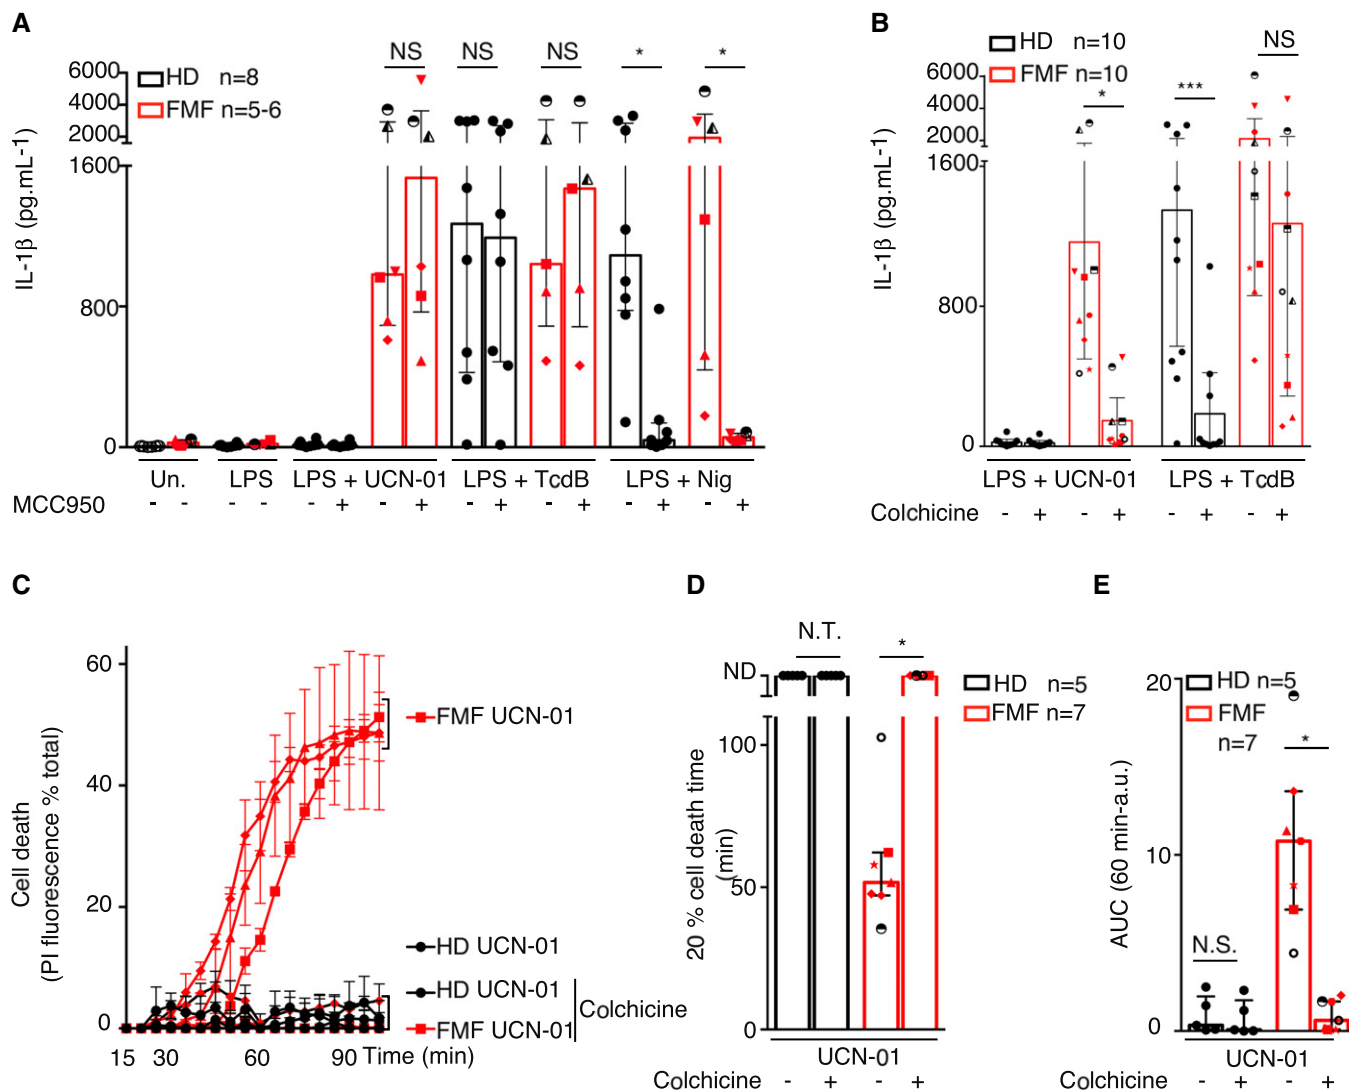 A
NS NS NS * *
6000
4000
2000
1600
800
0
IL-1β (pg.mL-1)
HD n=8
FMF n=5-6
Un. LPS LPS + UCN-01 LPS + TcdB LPS + Nig
MCC950 - - - - - + - + - + - + - + - +
B
HD n=10
FMF n=10
* *** NS
6000
4000
2000
1600
800
0
IL-1β (pg.mL-1)
LPS + UCN-01 LPS + TcdB
Colchicine - + - + - + - +
C
60
40
20
0
Cell death
(PI fluorescence % total)
15 30 60 90 Time (min)
FMF UCN-01
HD UCN-01
HD UCN-01
FMF UCN-01
Colchicine
D
N.T.
*
ND
100
50
0
20 % cell death time
(min)
HD n=5
FMF n=7
UCN-01
Colchicine - + - +
E
HD n=5
FMF
n=7
*
N.S.
20
10
0
AUC (60 min-a.u.)
UCN-01
Colchicine - + - +